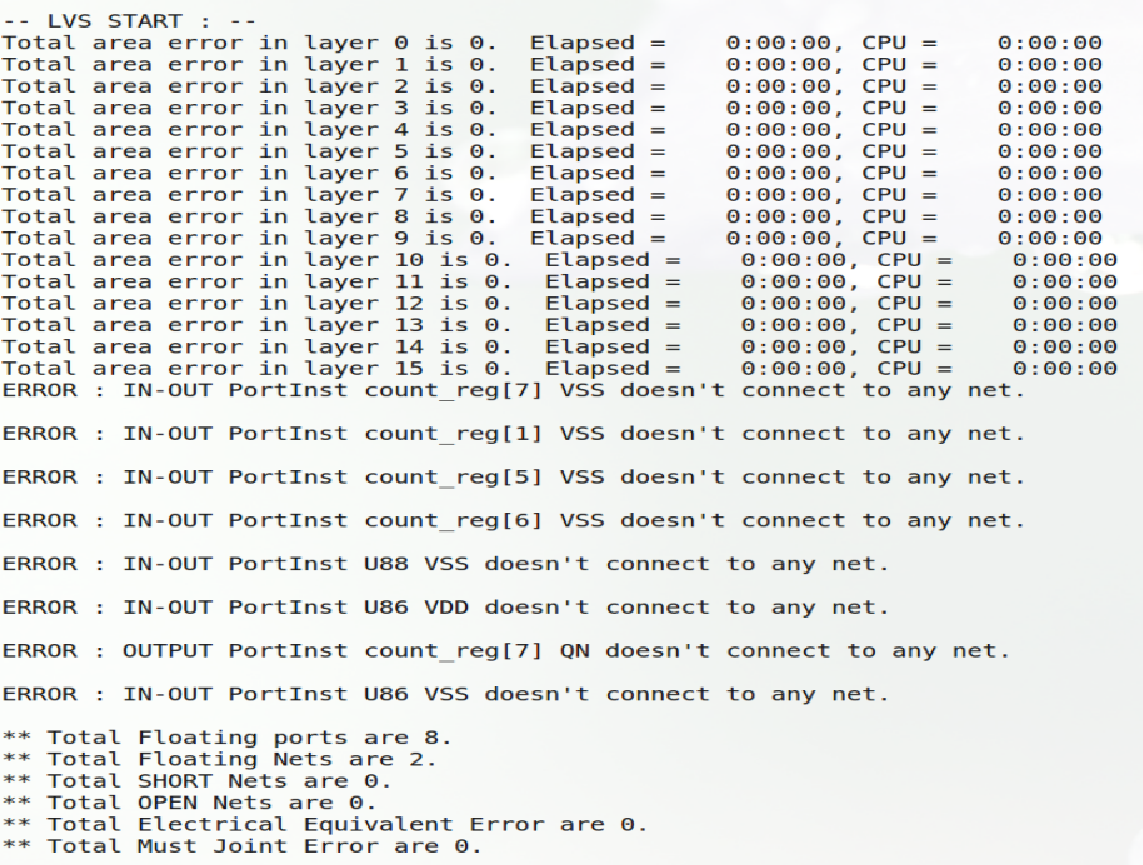 -- LVS START : --
Total area error in layer 0 is 0.  Elapsed =    0:00:00, CPU =    0:00:00
Total area error in layer 1 is 0.  Elapsed =    0:00:00, CPU =    0:00:00
Total area error in layer 2 is 0.  Elapsed =    0:00:00, CPU =    0:00:00
Total area error in layer 3 is 0.  Elapsed =    0:00:00, CPU =    0:00:00
Total area error in layer 4 is 0.  Elapsed =    0:00:00, CPU =    0:00:00
Total area error in layer 5 is 0.  Elapsed =    0:00:00, CPU =    0:00:00
Total area error in layer 6 is 0.  Elapsed =    0:00:00, CPU =    0:00:00
Total area error in layer 7 is 0.  Elapsed =    0:00:00, CPU =    0:00:00
Total area error in layer 8 is 0.  Elapsed =    0:00:00, CPU =    0:00:00
Total area error in layer 9 is 0.  Elapsed =    0:00:00, CPU =    0:00:00
Total area error in layer 10 is 0.  Elapsed =    0:00:00, CPU =    0:00:00
Total area error in layer 11 is 0.  Elapsed =    0:00:00, CPU =    0:00:00
Total area error in layer 12 is 0.  Elapsed =    0:00:00, CPU =    0:00:00
Total area error in layer 13 is 0.  Elapsed =    0:00:00, CPU =    0:00:00
Total area error in layer 14 is 0.  Elapsed =    0:00:00, CPU =    0:00:00
Total area error in layer 15 is 0.  Elapsed =    0:00:00, CPU =    0:00:00
ERROR : IN-OUT PortInst count_reg[7] VSS doesn't connect to any net.
ERROR : IN-OUT PortInst count_reg[1] VSS doesn't connect to any net.
ERROR : IN-OUT PortInst count_reg[5] VSS doesn't connect to any net.
ERROR : IN-OUT PortInst count_reg[6] VSS doesn't connect to any net.
ERROR : IN-OUT PortInst U88 VSS doesn't connect to any net.
ERROR : IN-OUT PortInst U86 VDD doesn't connect to any net.
ERROR : OUTPUT PortInst count_reg[7] QN doesn't connect to any net.
ERROR : IN-OUT PortInst U86 VSS doesn't connect to any net.
** Total Floating ports are 8.
** Total Floating Nets are 2.
** Total SHORT Nets are 0.
** Total OPEN Nets are 0.
** Total Electrical Equivalent Error are 0.
** Total Must Joint Error are 0.